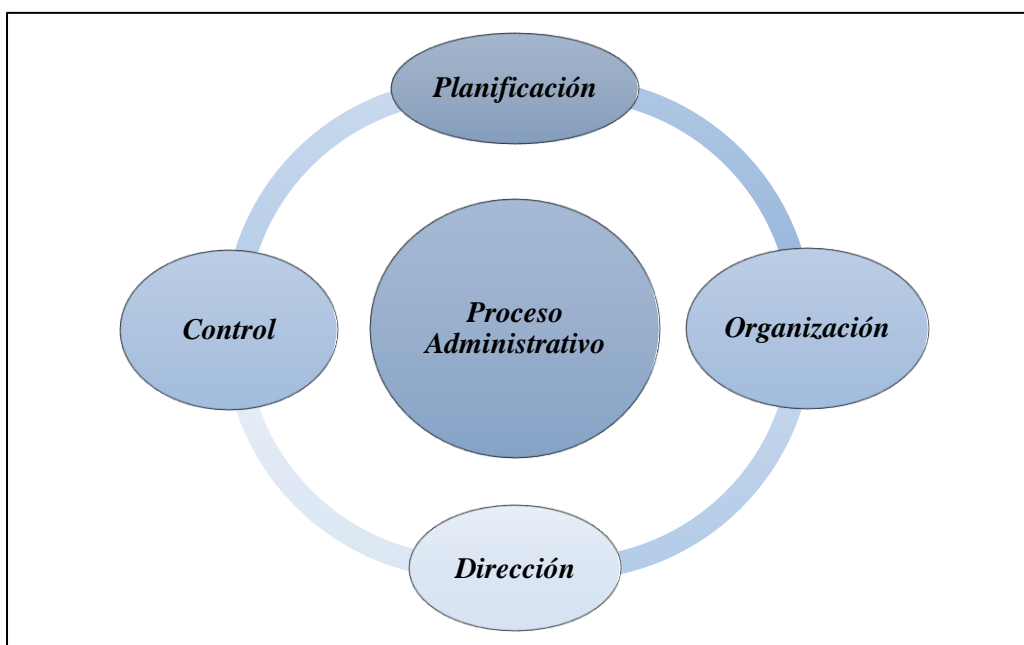 Planificación
Control
Proceso
Administrativo
Organización
Dirección